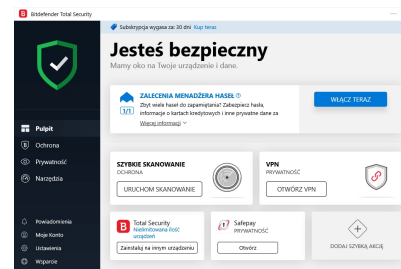 B Bitdefender Total Security
Subskrypcja wygasa za: 30 dni Kup teraz
Jesteś bezpieczny
Mamy oko na Twoje urządzenie i dane.
ZALECENIA MENADŻERA HASEŁ
Zbyt wiele haseł do zapamiętania? Zabezpiecz hasła,
informacje o kartach kredytowych i inne prywatne dane za
Więcej informacji
1/1
WŁĄCZ TERAZ
Pulpit
Ochrona
Prywatność
Narzędzia
SZYBKIE SKANOWANIE
OCHRONA
URUCHOM SKANOWANIE
VPN
PRYWATNOŚĆ
OTWÓRZ VPN
B Total Security
Nielimitowana ilość
urządzeń
Zainstaluj na innym urządzeniu
Safepay
PRYWATNOŚĆ
Otwórz
DODAJ SZYBKĄ AKCJĘ
Powiadomienia
Moje Konto
Ustawienia
Wsparcie